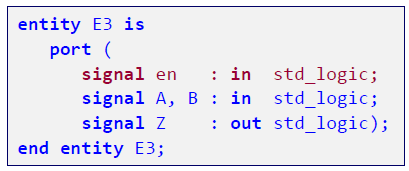 entity E3 is
port (
signal en : in std_logic;
signal A, B : in std_logic;
signal Z : out std_logic);
end entity E3;